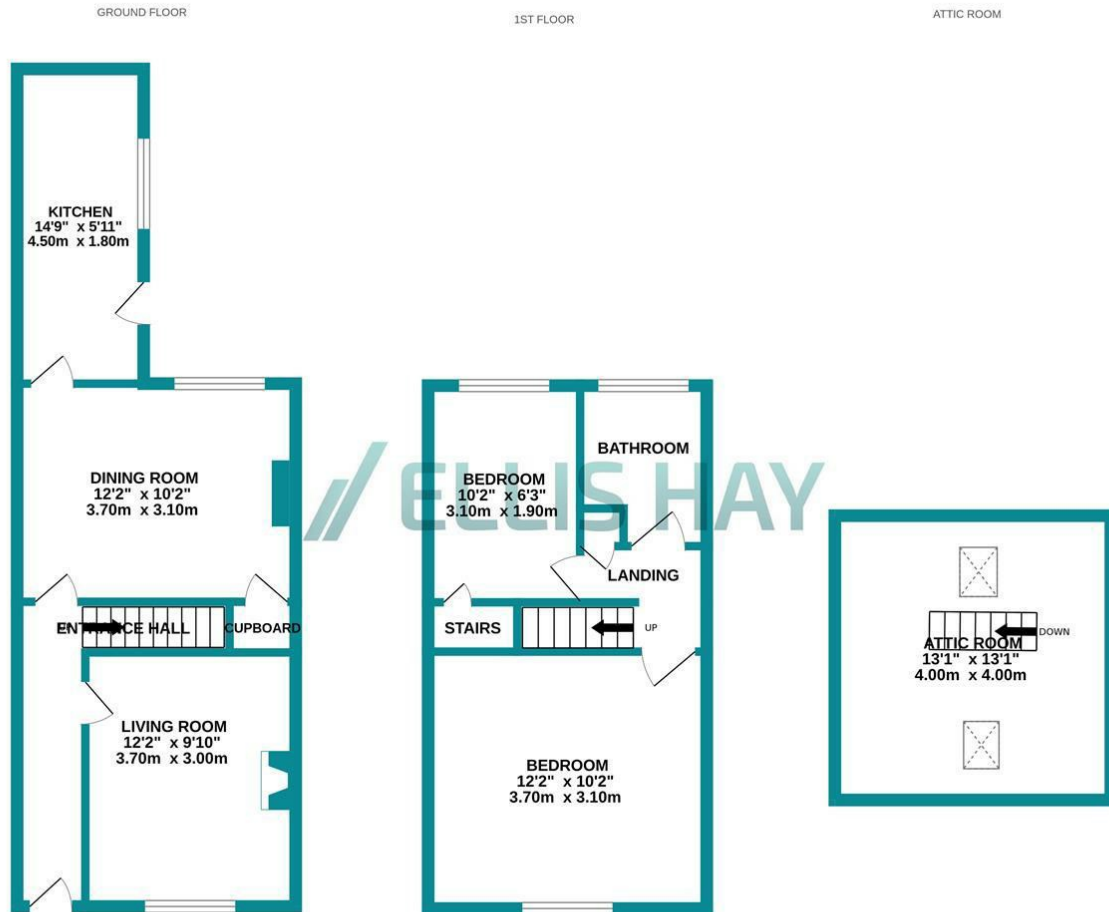 GROUND FLOOR
1ST FLOOR
ATTIC ROOM
KITCHEN
14'9" x 5'11"
4.50m x 1.80m
DINING ROOM
12'2" x 10'2"
3.70m x 3.10m
ENTRANCE HALL
CUPBOARD
LIVING ROOM
12'2" x 9'10"
3.70m x 3.00m
ELLIS HAY
BEDROOM
10'2" x 6'3"
3.10m x 1.90m
BATHROOM
LANDING
STAIRS
UP
BEDROOM
12'2" x 10'2"
3.70m x 3.10m
DOWN
ATTIC ROOM
13'1" x 13'1"
4.00m x 4.00m